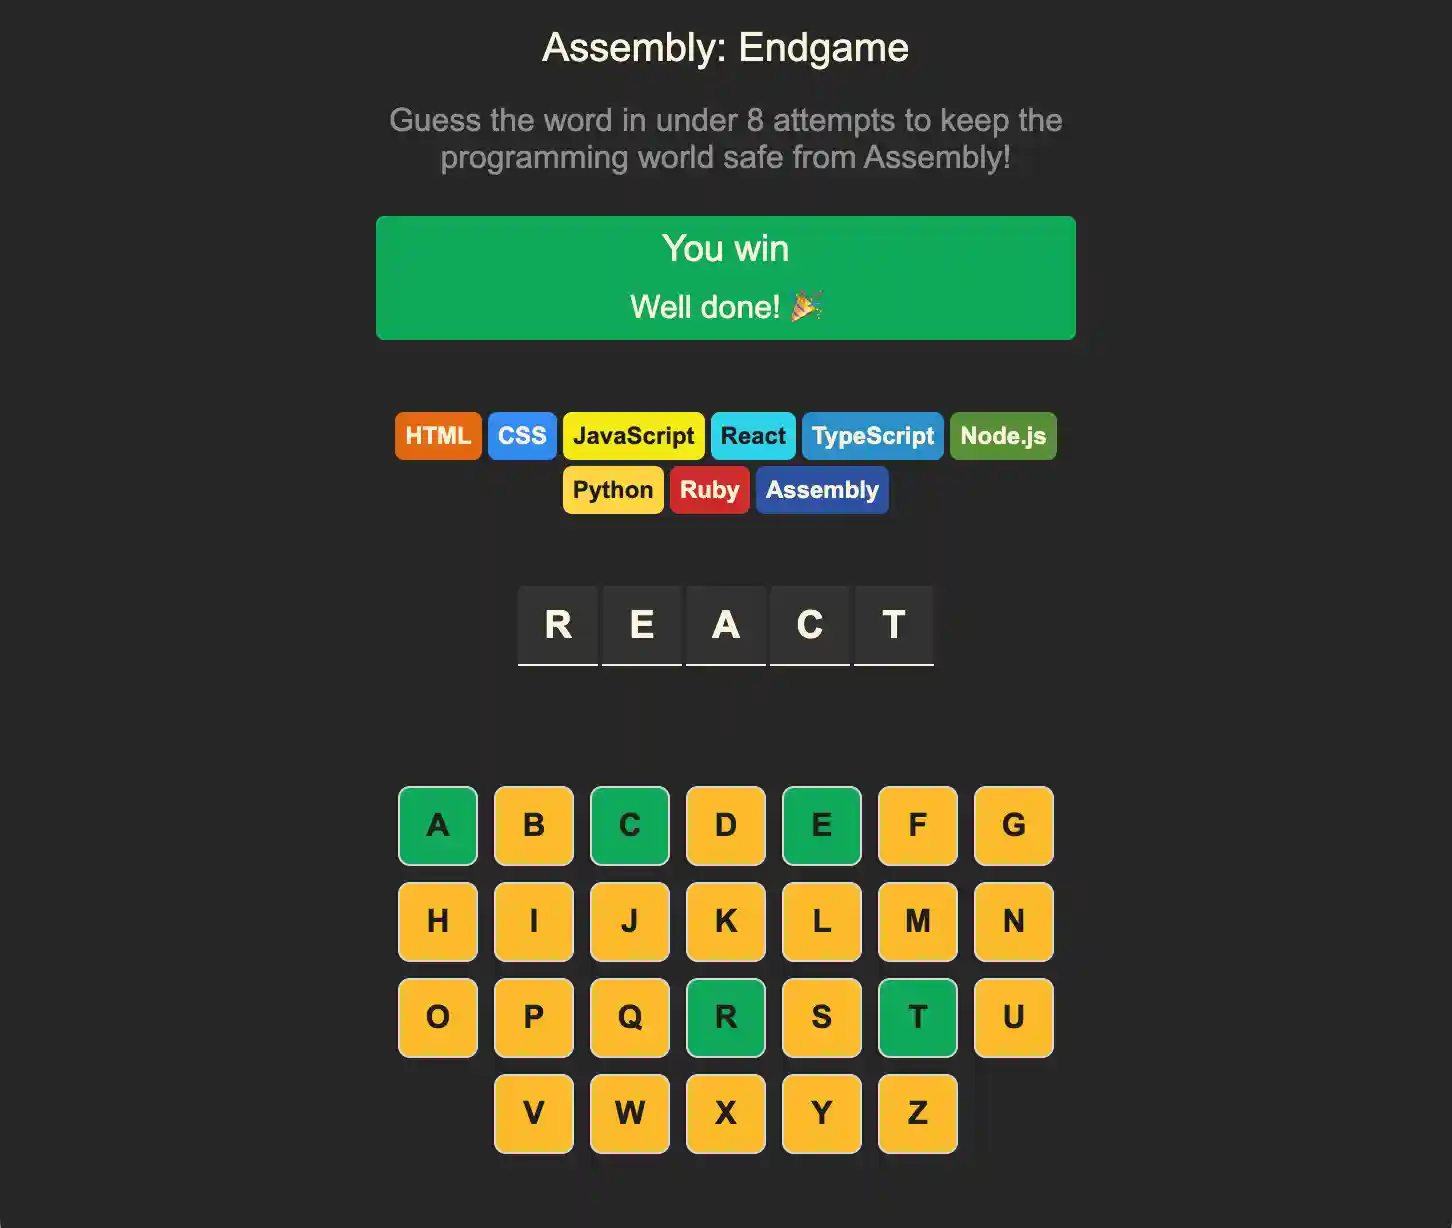 Assembly: Endgame
Guess the word in under 8 attempts to keep the
programming world safe from Assembly!
You win
Well done! 🎉
HTML CSS JavaScript React TypeScript Node.js
Python Ruby Assembly
R E A C T
A B C D E F G
H I J K L M N
O P Q R S T U
V W X Y Z